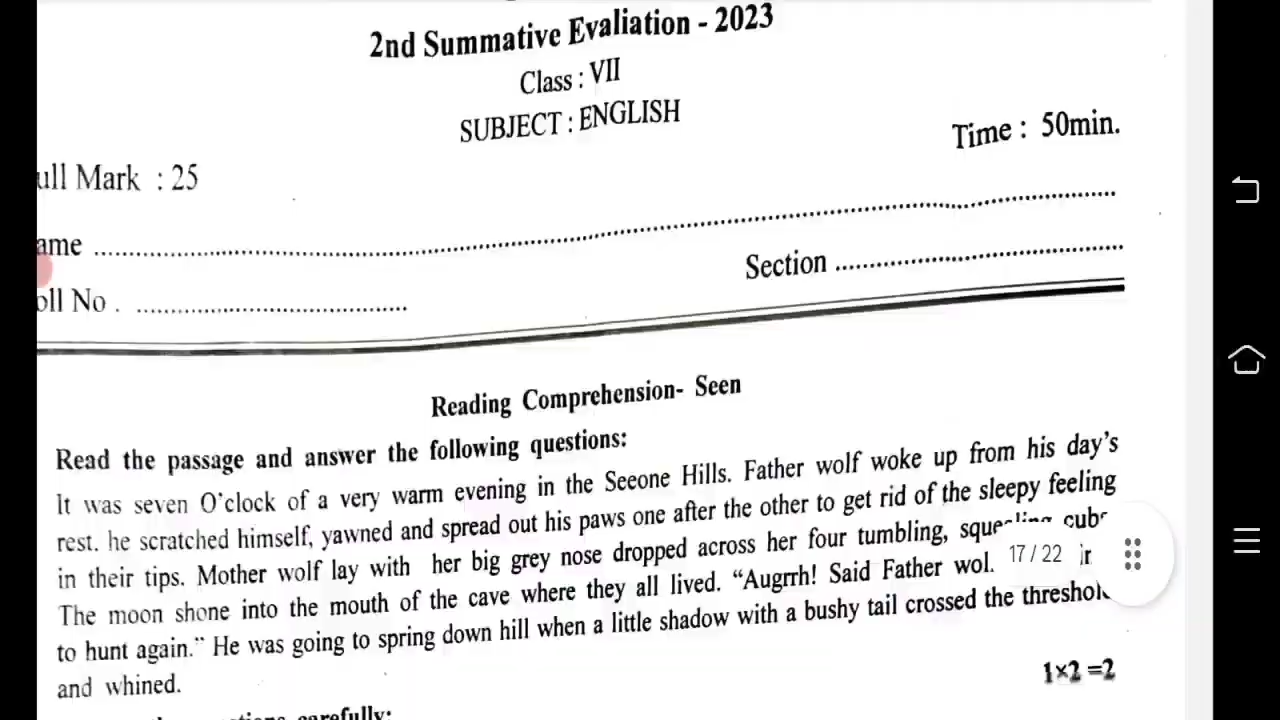 2nd Summative Evaliation - 2023
Class : VII
SUBJECT : ENGLISH
Time : 50min.
ull Mark : 25
ame ........................................................
Section ........................................
oll No . ........................................
Reading Comprehension- Seen
Read the passage and answer the following questions:
It was seven O'clock of a very warm evening in the Seeone Hills. Father wolf woke up from his day's
rest. he scratched himself, yawned and spread out his paws one after the other to get rid of the sleepy feeling
in their tips. Mother wolf lay with her big grey nose dropped across her four tumbling, squealing cubs
The moon shone into the mouth of the cave where they all lived. "Augrrh! Said Father wol.
17 / 22
to hunt again." He was going to spring down hill when a little shadow with a bushy tail crossed the threshol
and whined.
1×2 =2
carefully: